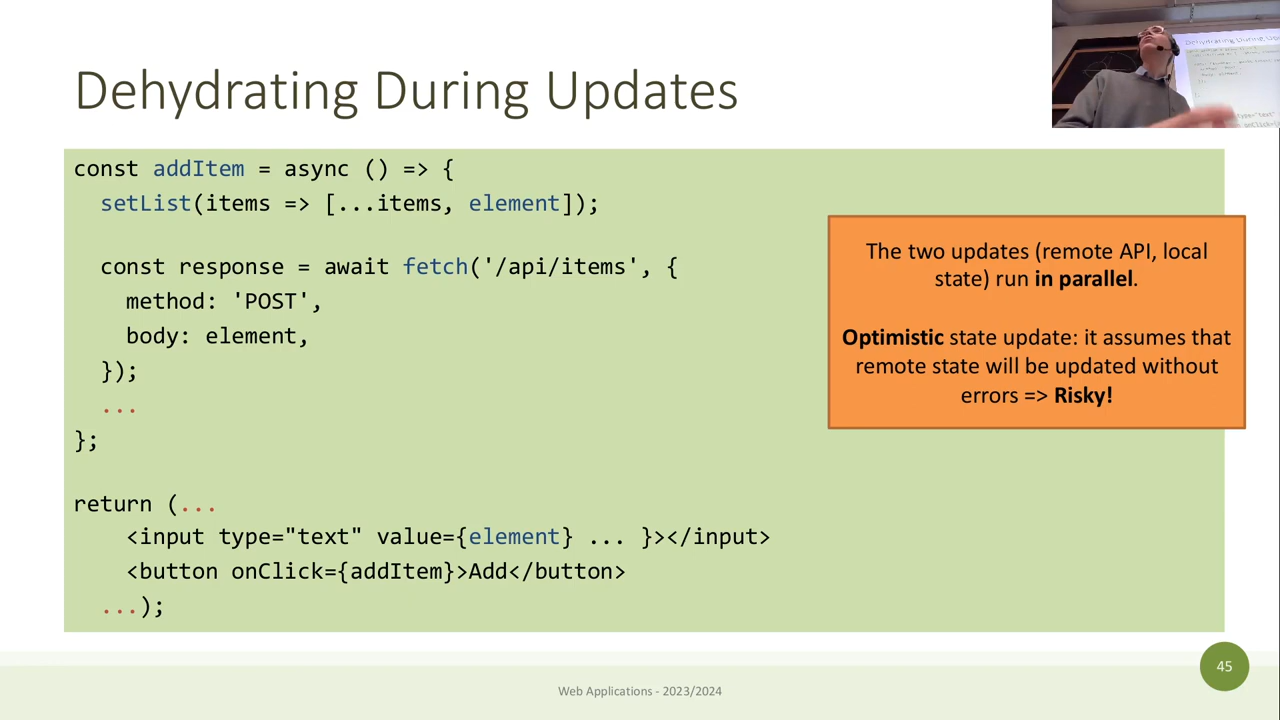 Dehydrating During Updates
const addItem = async () => {
setList(items => [...items, element]);
const response = await fetch('/api/items', {
method: 'POST',
body: element,
});
...
};
return (...
<input type="text" value={element} ... }></input>
<button onClick={addItem}>Add</button>
...);
The two updates (remote API, local
state) run in parallel.
Optimistic state update: it assumes that
remote state will be updated without
errors => Risky!
45
Web Applications - 2023/2024